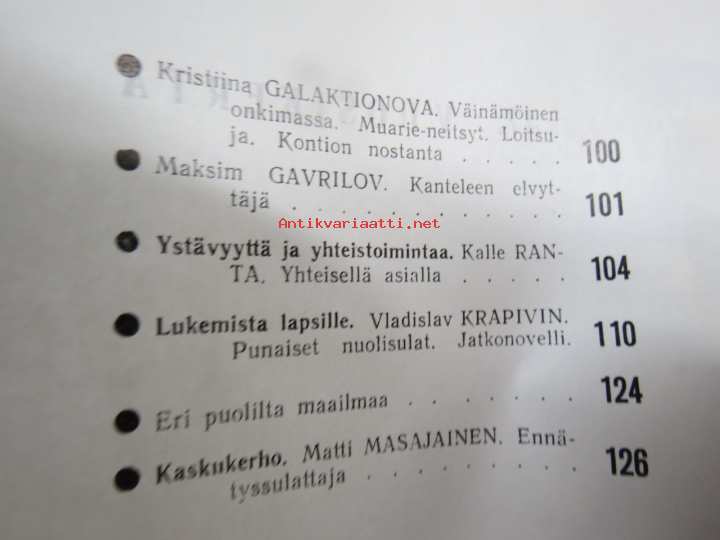 Kristiina GALAKTIONOVA. Väinämöinen
onkimassa. Muarie-neitsyt. Loitsu-
ja. Kontion nostanta . . . . . 100
Maksim GAVRILOV. Kanteleen elvyt-
täjä . . . . . . . . . . . 101
Antikvariaatti.net
Ystävyyttä ja yhteistoimintaa. Kalle RAN-
TA. Yhteisellä asialla . . . . . 104
Lukemista lapsille. Vladislav KRAPIVIN.
Punaiset nuolisulat. Jatkonovelli. 110
Eri puolilta maailmaa . . . . . . . 124
Kaskukerho. Matti MASAJAINEN. Ennä-
tyssulattaja . . . . . . . . . 126